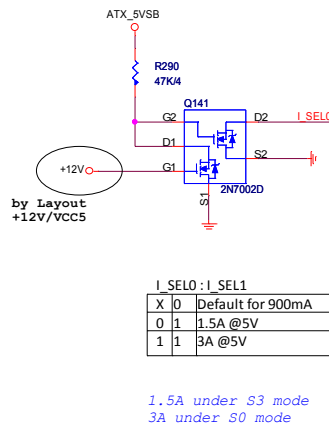 ATX_5VSB
R290
47K/4
Q141
G2
D2
I_SEL0
D1
S2
+12V
G1
2N7002D
S1
by Layout
+12V/VCC5
I_SEL0 : I_SEL1
X 0 Default for 900mA
0 1 1.5A @5V
1 1 3A @5V
1.5A under S3 mode
3A under S0 mode